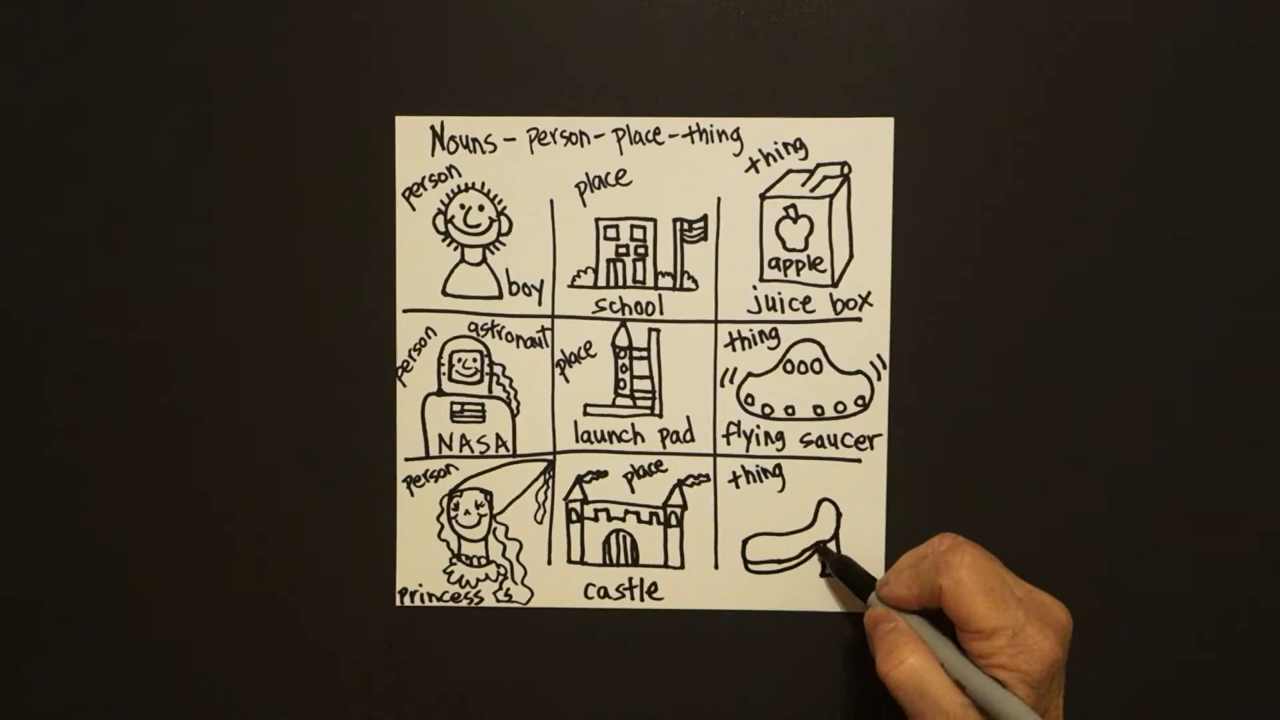 Nouns - person - place - thing
person
boy
place
school
thing
apple
juice box
person
astronaut
NASA
place
launch pad
thing
flying saucer
person
princess
place
castle
thing